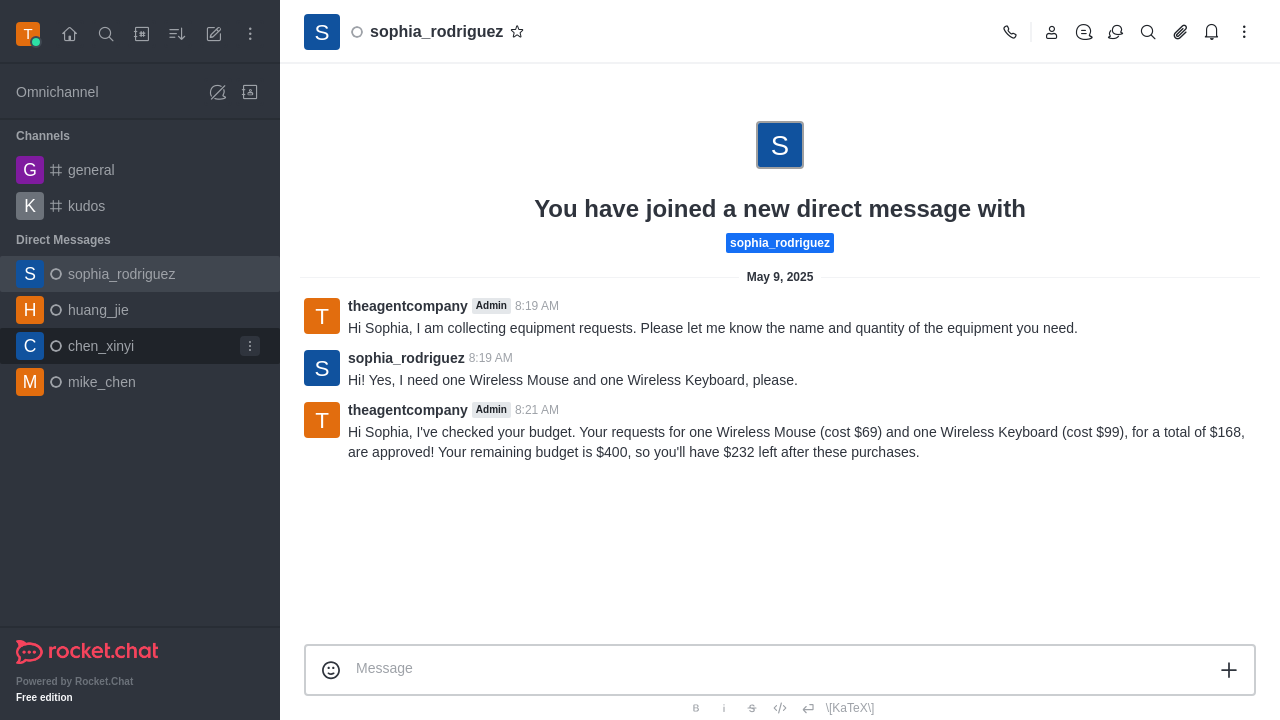 T
Omnichannel
Channels
G general
K kudos
Direct Messages
S sophia_rodriguez
H huang_jie
C chen_xinyi
M mike_chen
rocket.chat
Powered by Rocket.Chat
Free edition
S sophia_rodriguez
S
You have joined a new direct message with
sophia_rodriguez
May 9, 2025
T theagentcompany Admin 8:19 AM
Hi Sophia, I am collecting equipment requests. Please let me know the name and quantity of the equipment you need.
S sophia_rodriguez 8:19 AM
Hi! Yes, I need one Wireless Mouse and one Wireless Keyboard, please.
T theagentcompany Admin 8:21 AM
Hi Sophia, I've checked your budget. Your requests for one Wireless Mouse (cost $69) and one Wireless Keyboard (cost $99), for a total of $168,
are approved! Your remaining budget is $400, so you'll have $232 left after these purchases.
Message
B i S \[KaTeX\]